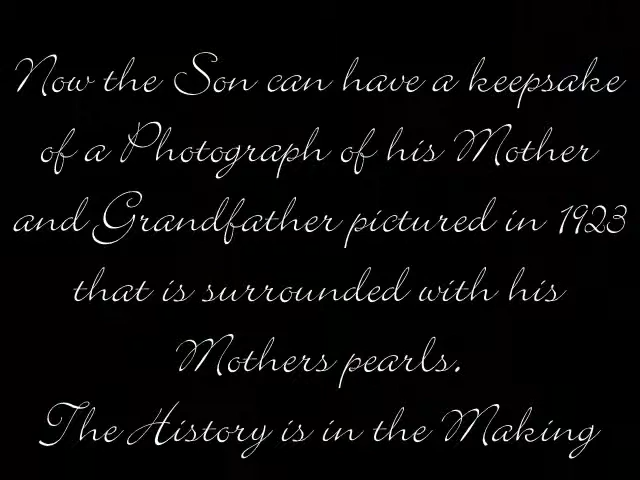 Now the Son can have a keepsake
of a Photograph of his Mother
and Grandfather pictured in 1923
that is surrounded with his
Mothers pearls.
The History is in the Making